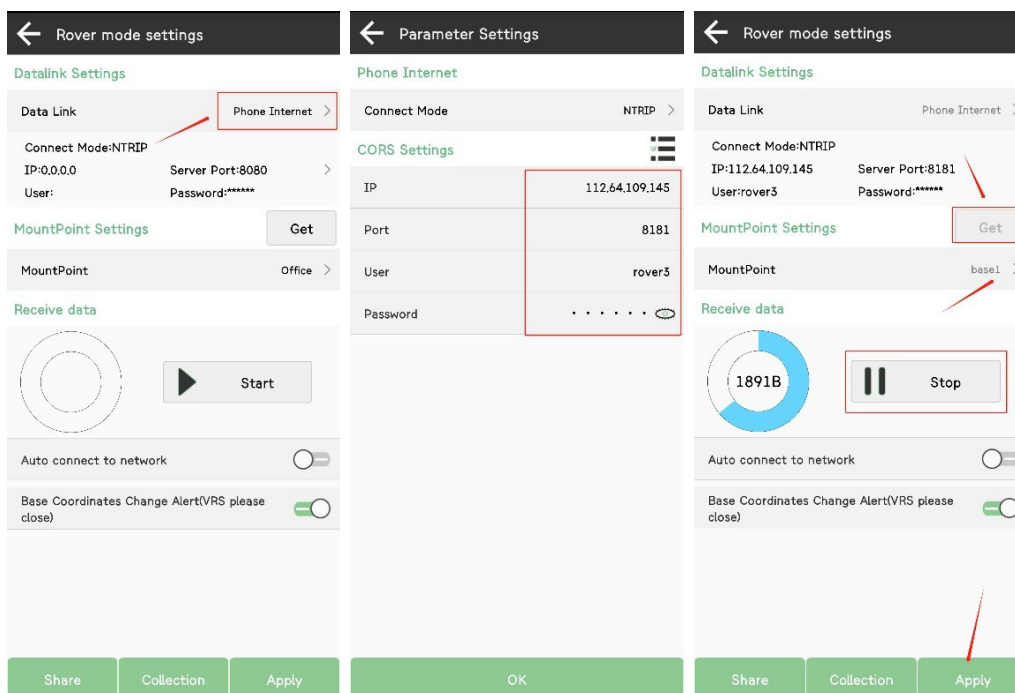 Rover mode settings
Datalink Settings
Data Link Phone Internet
Connect Mode:NTRIP
IP:0.0.0.0 Server Port:8080
User: Password:******
MountPoint Settings Get
MountPoint Office
Receive data
Start
Auto connect to network
Base Coordinates Change Alert(VRS please
close)
Share Collection Apply
Parameter Settings
Phone Internet
Connect Mode NTRIP
CORS Settings
IP 112.64.109.145
Port 8181
User rover3
Password ······
OK
Rover mode settings
Datalink Settings
Data Link Phone Internet
Connect Mode:NTRIP
IP:112.64.109.145 Server Port:8181
User:rover3 Password:******
MountPoint Settings Get
MountPoint base1
Receive data
1891B Stop
Auto connect to network
Base Coordinates Change Alert(VRS please
close)
Share Collection Apply